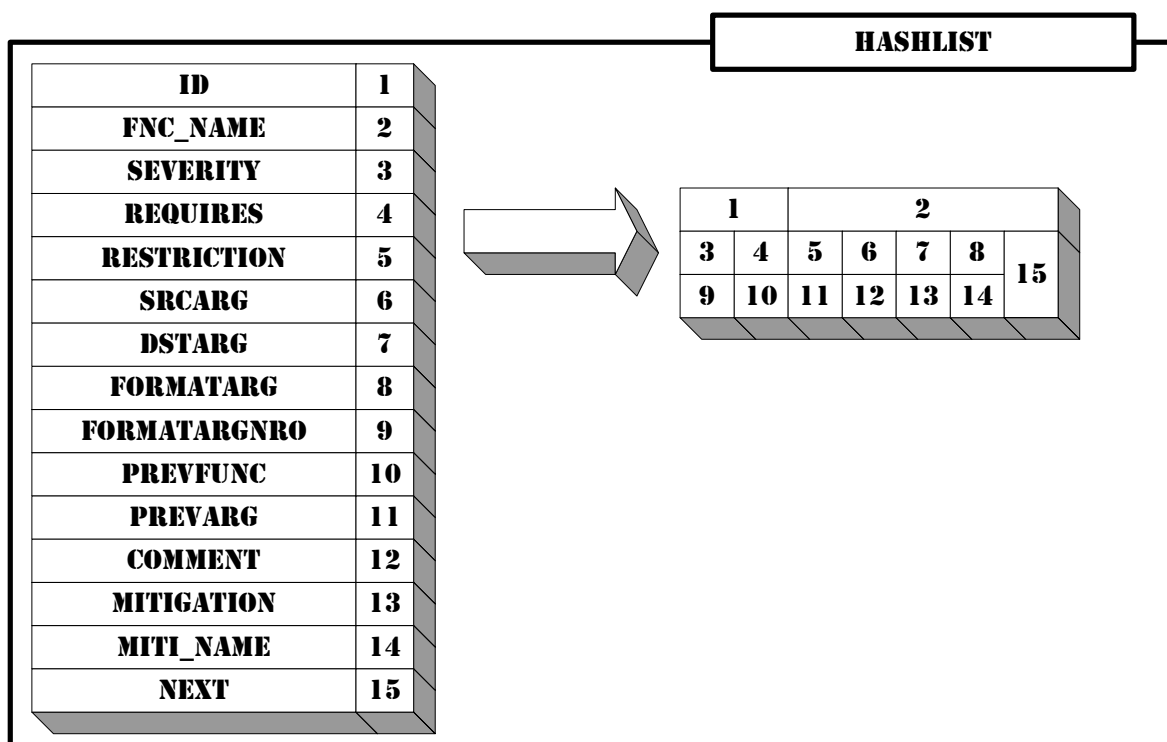 HASHLIST
ID 1
FNC_NAME 2
SEVERITY 3
REQUIRES 4
RESTRICTION 5
SRCARG 6
DSTARG 7
FORMATARG 8
FORMATARGNRO 9
PREVFUNC 10
PREVARG 11
COMMENT 12
MITIGATION 13
MITI_NAME 14
NEXT 15
1 2
3 4 5 6 7 8 15
9 10 11 12 13 14